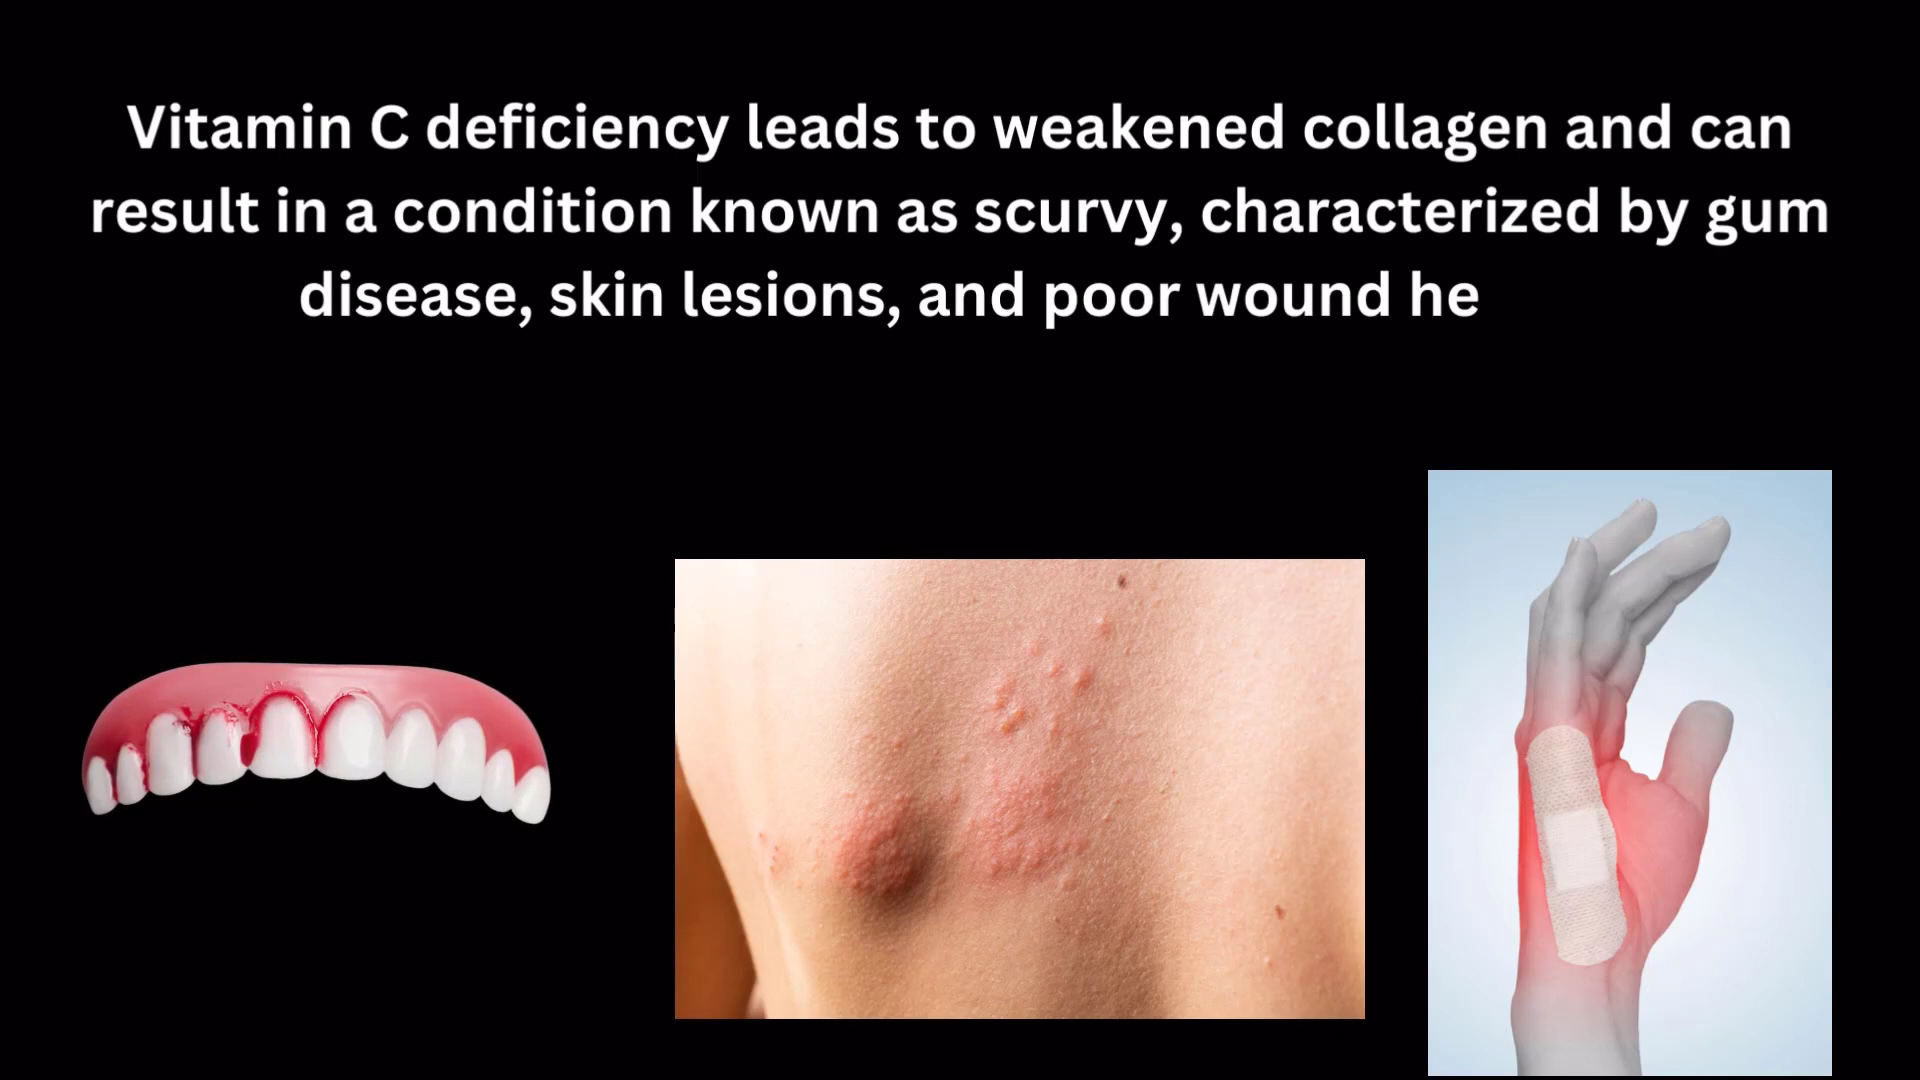 Vitamin C deficiency leads to weakened collagen and can
result in a condition known as scurvy, characterized by gum
disease, skin lesions, and poor wound he